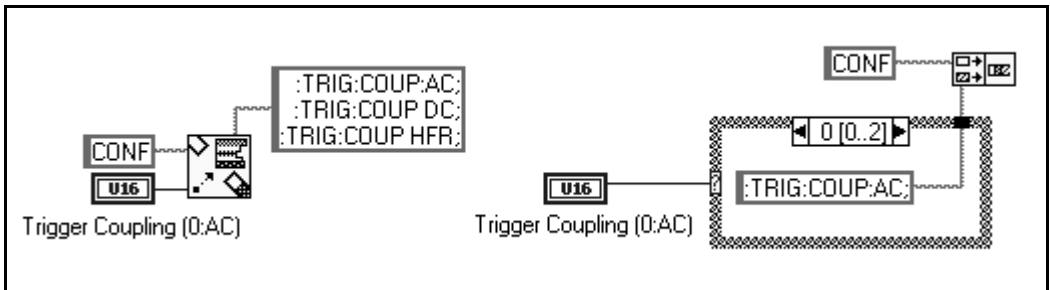 :TRIG:COUP:AC;
:TRIG:COUP DC;
:TRIG:COUP HFR;
CONF
U16
Trigger Coupling (0:AC)
CONF
0 [0..2]
:TRIG:COUP:AC;
U16
?
Trigger Coupling (0:AC)